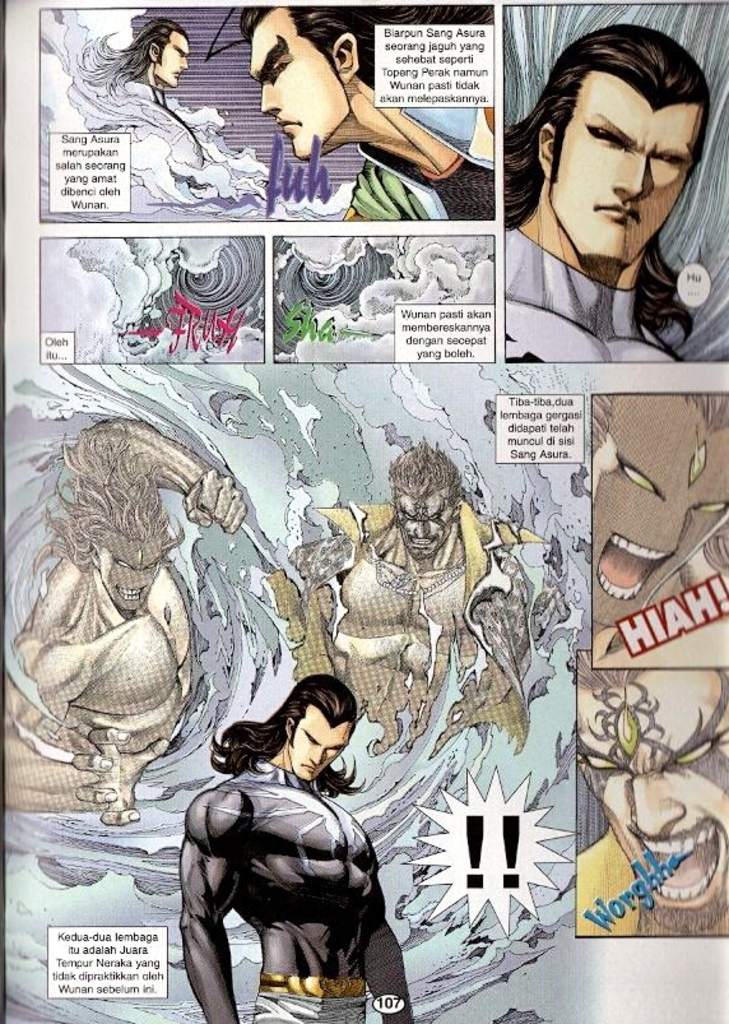 Sang Asura
merupakan
salah seorang
yang amat
dibenci oleh
Wunan.
fuh
Biarpun Sang Asura
seorang jaguh yang
sehebat seperti
Topeng Perak namun
Wunan pasti tidak
akan melepaskannya.
Hu
....
Oleh
itu...
Sha
Wunan pasti akan
membereskannya
dengan secepat
yang boleh.
Tiba-tiba,dua
lembaga gergasi
didapati telah
muncul di sisi
Sang Asura.
HIAH!
!!
Worghh
Kedua-dua lembaga
itu adalah Juara
Tempur Neraka yang
tidak dipraktikkan oleh
Wunan sebelum ini.
107